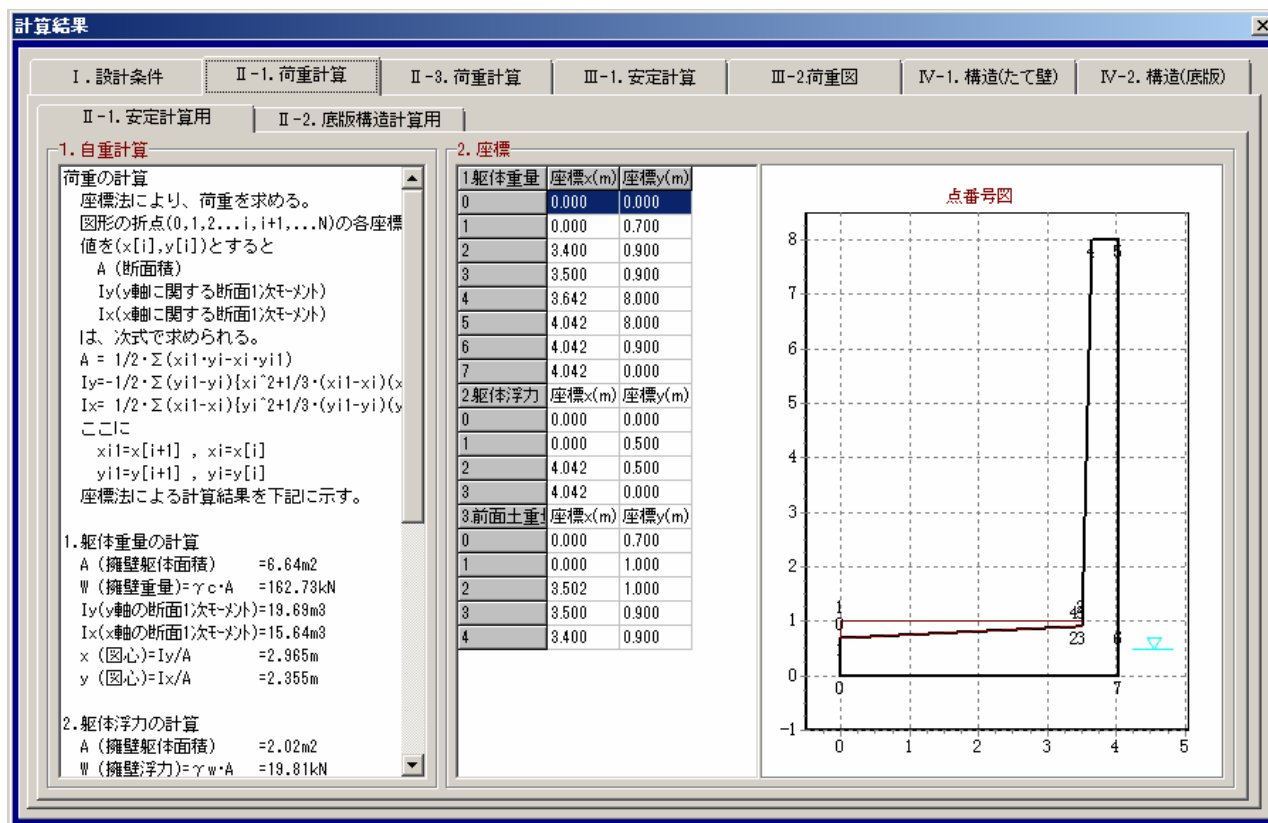 計算結果
Ⅰ.設計条件 Ⅱ-1.荷重計算 Ⅱ-3.荷重計算 Ⅲ-1.安定計算 Ⅲ-2荷重図 Ⅳ-1.構造(たて壁) Ⅳ-2.構造(底版)
Ⅱ-1.安定計算用 Ⅱ-2.底版構造計算用
1.自重計算
荷重の計算
座標法により、荷重を求める。
図形の折点(0,1,2...i,i+1,...N)の各座標
値を(x[i],y[i])とすると
A (断面積)
Iy(y軸に関する断面1次モーメント)
Ix(x軸に関する断面1次モーメント)
は、次式で求められる。
A = 1/2・Σ(xi1・yi-xi・yi1)
Iy=-1/2・Σ(yi1-yi){xi^2+1/3・(xi1-xi)(x
Ix= 1/2・Σ(xi1-xi){yi^2+1/3・(yi1-yi)(y
ここに
xi1=x[i+1] , xi=x[i]
yi1=y[i+1] , yi=y[i]
座標法による計算結果を下記に示す。
1.躯体重量の計算
A (擁壁躯体面積) =6.64m2
W (擁壁重量)=γc・A =162.73kN
Iy(y軸の断面1次モーメント)=19.69m3
Ix(x軸の断面1次モーメント)=15.64m3
x (図心)=Iy/A =2.965m
y (図心)=Ix/A =2.355m
2.躯体浮力の計算
A (擁壁躯体面積) =2.02m2
W (擁壁浮力)=γw・A =19.81kN
2.座標
1.躯体重量 座標x(m) 座標y(m)
0 0.000 0.000
1 0.000 0.700
2 3.400 0.900
3 3.500 0.900
4 3.642 8.000
5 4.042 8.000
6 4.042 0.900
7 4.042 0.000
2.躯体浮力 座標x(m) 座標y(m)
0 0.000 0.000
1 0.000 0.500
2 4.042 0.500
3 4.042 0.000
3.前面土重 座標x(m) 座標y(m)
0 0.000 0.700
1 0.000 1.000
2 3.502 1.000
3 3.500 0.900
4 3.400 0.900
点番号図
8
4 5
7
6
5
4
3
2
1
1
0
1
23 6
0
0 7
-1
0 1 2 3 4 5